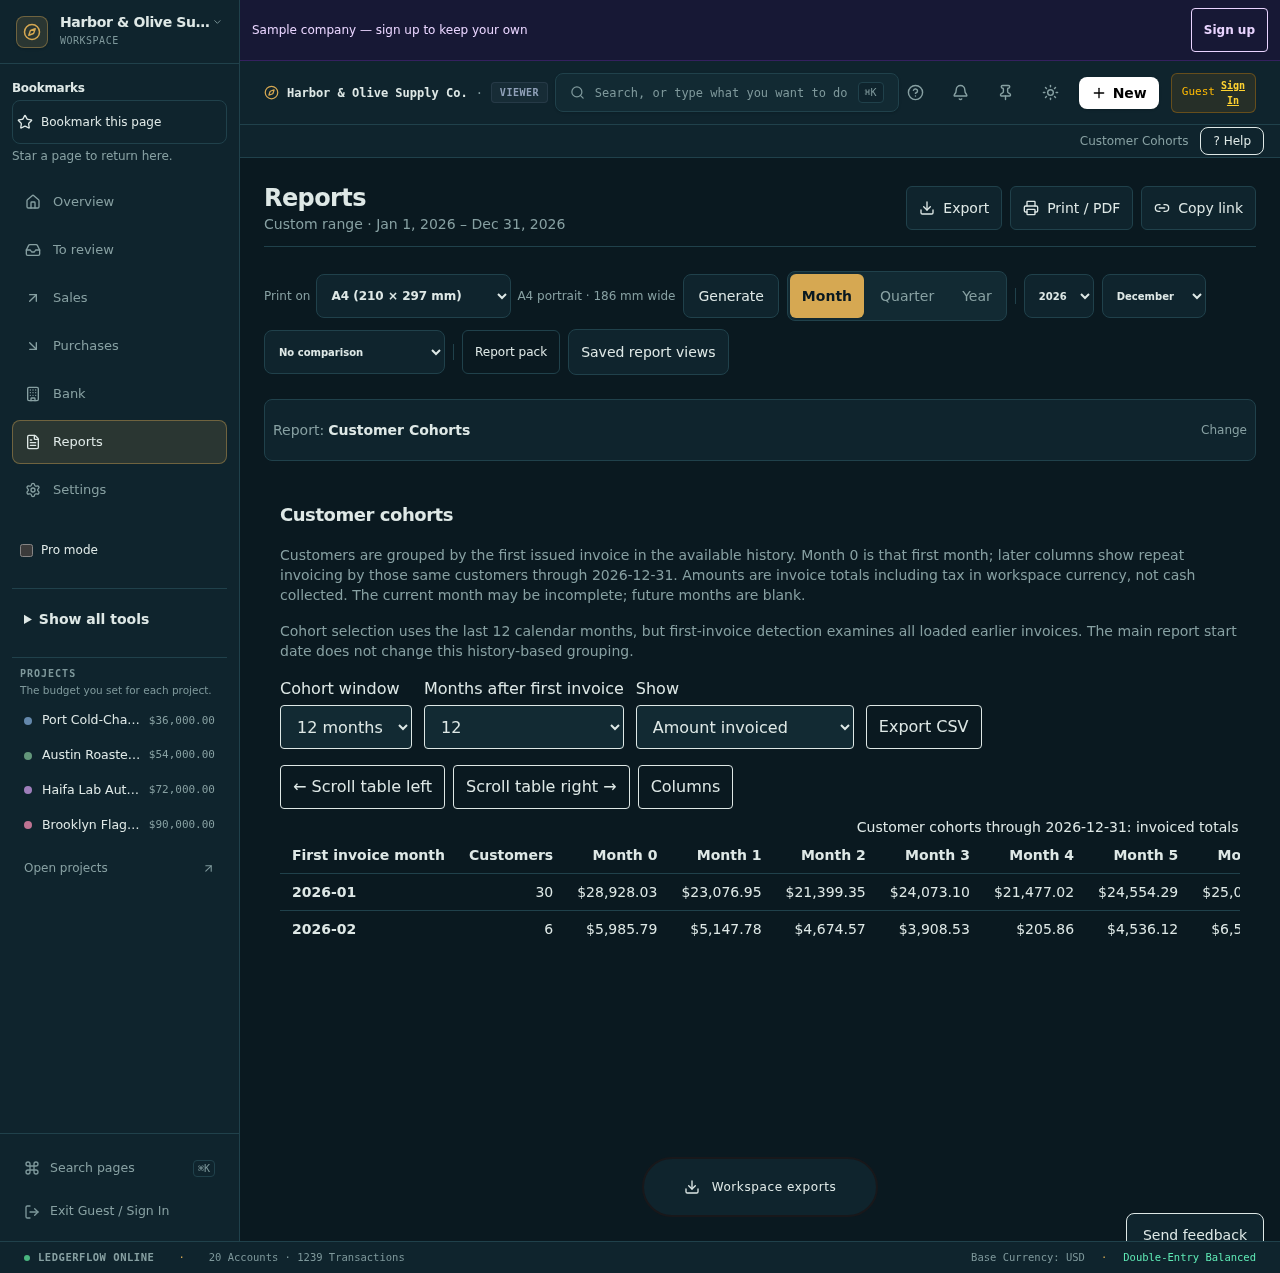 Harbor & Olive Su...
WORKSPACE
Bookmarks
Bookmark this page
Star a page to return here.
Overview
To review
Sales
Purchases
Bank
Reports
Settings
Pro mode
Show all tools
PROJECTS
The budget you set for each project.
Port Cold-Cha... $36,000.00
Austin Roaste... $54,000.00
Haifa Lab Aut... $72,000.00
Brooklyn Flag... $90,000.00
Open projects
Search pages ⌘K
Exit Guest / Sign In
Sample company — sign up to keep your own
Sign up
Harbor & Olive Supply Co. · VIEWER
Search, or type what you want to do ⌘K
New
Guest Sign In
Customer Cohorts
? Help
Reports
Custom range · Jan 1, 2026 – Dec 31, 2026
Export
Print / PDF
Copy link
Print on A4 (210 × 297 mm) A4 portrait · 186 mm wide Generate Month Quarter Year 2026 December
No comparison Report pack Saved report views
Report: Customer Cohorts Change
Customer cohorts
Customers are grouped by the first issued invoice in the available history. Month 0 is that first month; later columns show repeat
invoicing by those same customers through 2026-12-31. Amounts are invoice totals including tax in workspace currency, not cash
collected. The current month may be incomplete; future months are blank.
Cohort selection uses the last 12 calendar months, but first-invoice detection examines all loaded earlier invoices. The main report start
date does not change this history-based grouping.
Cohort window Months after first invoice Show
12 months 12 Amount invoiced Export CSV
← Scroll table left Scroll table right → Columns
Customer cohorts through 2026-12-31: invoiced totals
First invoice month Customers Month 0 Month 1 Month 2 Month 3 Month 4 Month 5 Mo
2026-01 30 $28,928.03 $23,076.95 $21,399.35 $24,073.10 $21,477.02 $24,554.29 $25,0
2026-02 6 $5,985.79 $5,147.78 $4,674.57 $3,908.53 $205.86 $4,536.12 $6,5
Workspace exports
Send feedback
LEDGERFLOW ONLINE · 20 Accounts · 1239 Transactions
Base Currency: USD · Double-Entry Balanced